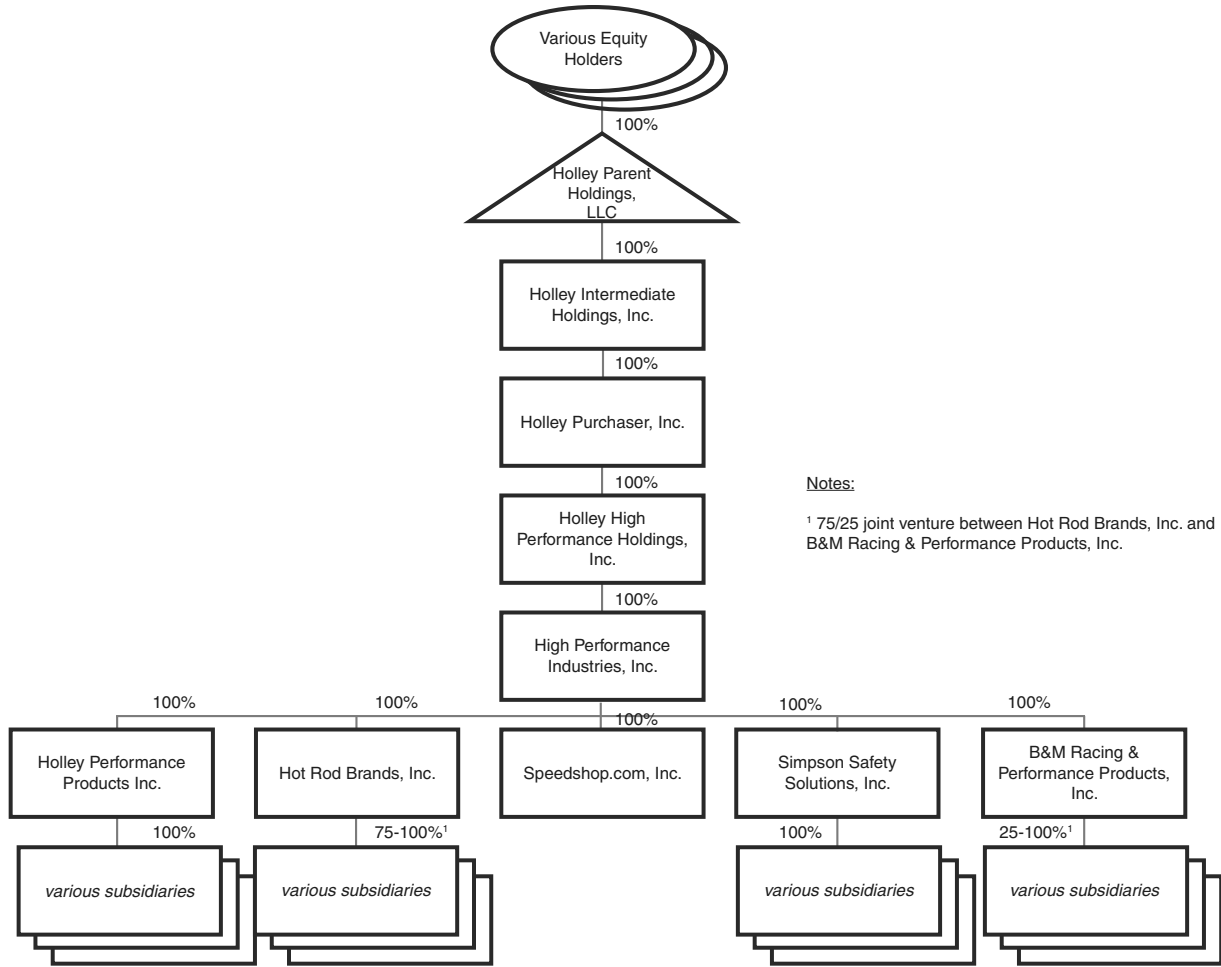 Various Equity
Holders
100%
Holley Parent
Holdings,
LLC
100%
Holley Intermediate
Holdings, Inc.
100%
Holley Purchaser, Inc.
100%
Notes:
¹ 75/25 joint venture between Hot Rod Brands, Inc. and
B&M Racing & Performance Products, Inc.
Holley High
Performance Holdings,
Inc.
100%
High Performance
Industries, Inc.
100%
100%
100%
100%
100%
Holley Performance
Products Inc.
Hot Rod Brands, Inc.
Speedshop.com, Inc.
Simpson Safety
Solutions, Inc.
B&M Racing &
Performance Products,
Inc.
100%
75-100%¹
100%
25-100%¹
various subsidiaries
various subsidiaries
various subsidiaries
various subsidiaries